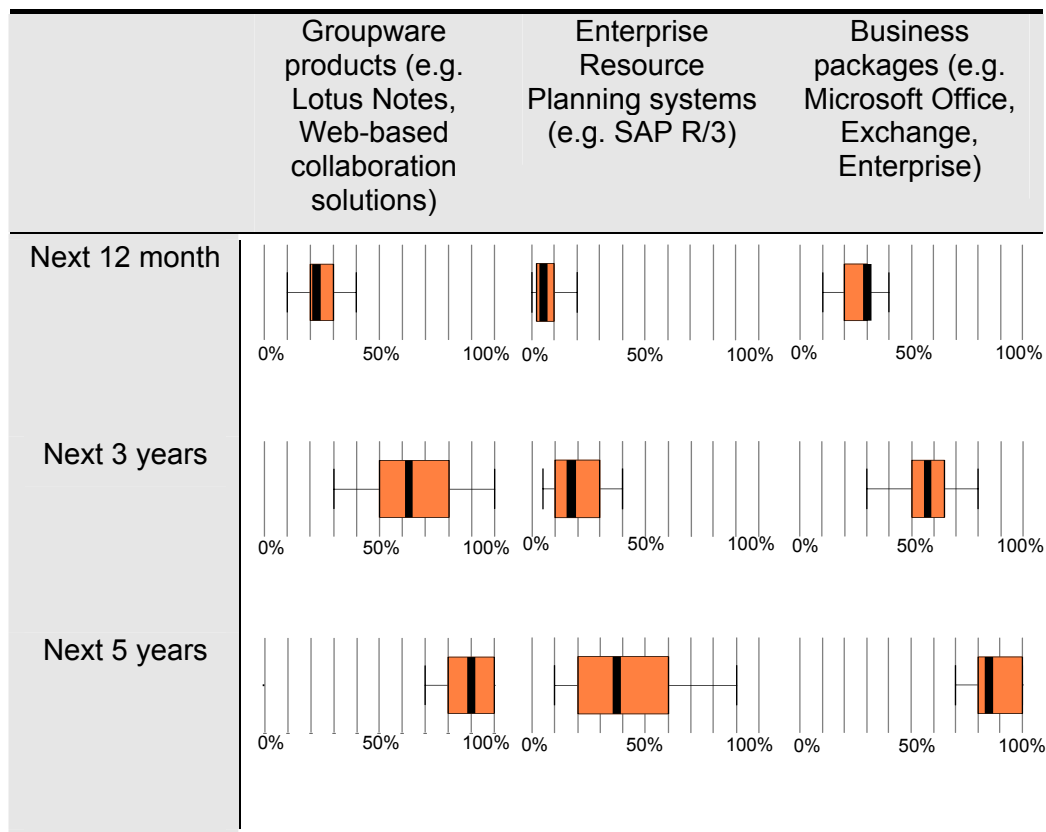 Groupware
products (e.g.
Lotus Notes,
Web-based
collaboration
solutions)
Enterprise
Resource
Planning systems
(e.g. SAP R/3)
Business
packages (e.g.
Microsoft Office,
Exchange,
Enterprise)
Next 12 month
0% 50% 100% 0% 50% 100% 0% 50% 100%
Next 3 years
0% 50% 100% 0% 50% 100% 0% 50% 100%
Next 5 years
0% 50% 100% 0% 50% 100% 0% 50% 100%